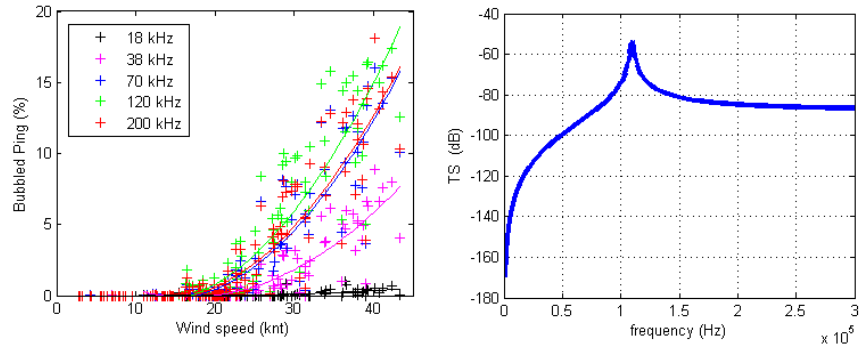 20
15
10
5
0
Bubbled Ping (%)
18 kHz
38 kHz
70 kHz
120 kHz
200 kHz
0 10 20 30 40
Wind speed (knt)
-40
-60
-80
-100
-120
-140
-160
-180
TS (dB)
0 0.5 1 1.5 2 2.5 3
frequency (Hz)
x 10⁵